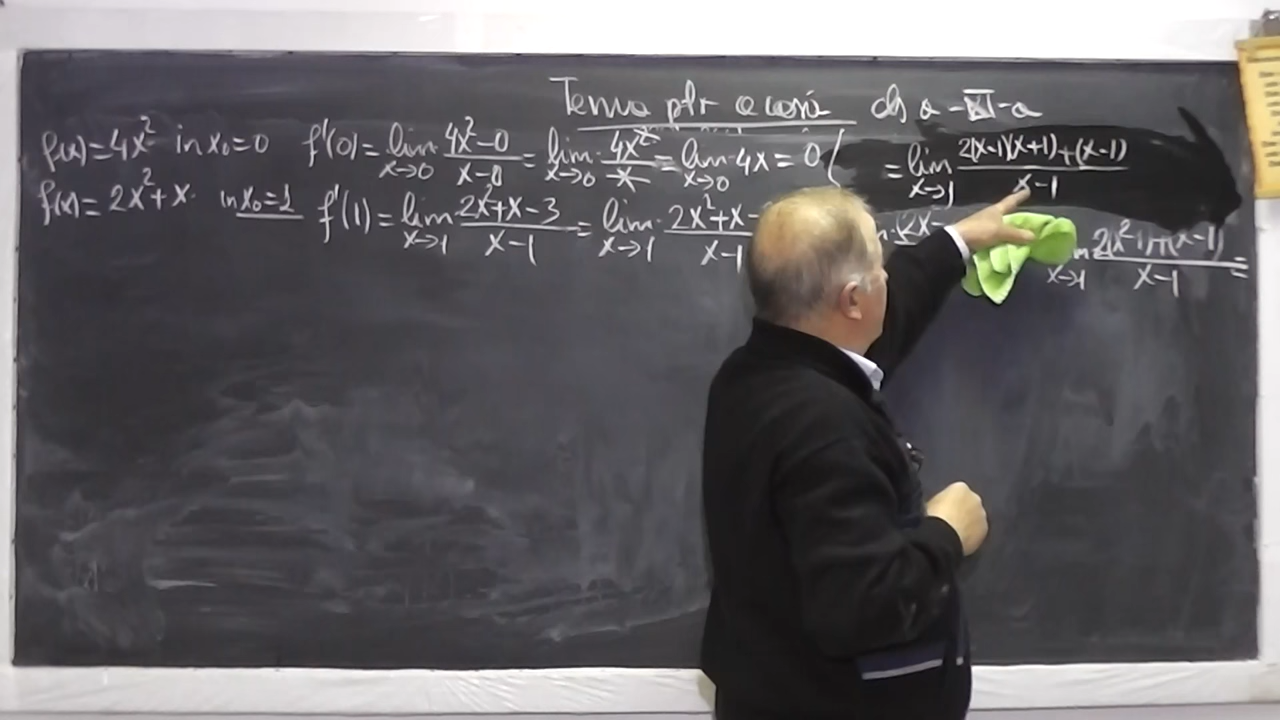 Tema ptr acasă cls a-XI-a
f(x)=4x² in x₀=0 f'(0)=lim x→0 (4x²-0)/(x-0) = lim x→0 4x²/x = lim x→0 4x=0 { = lim x→1 (2(x-1)(x+1)+(x-1))/(x-1)
f(x)=2x²+x in x₀=1 f'(1)=lim x→1 (2x²+x-3)/(x-1) = lim x→1 (2x²+x-)/(x-1) x→1 (2(x²-1)+(x-1))/(x-1) =